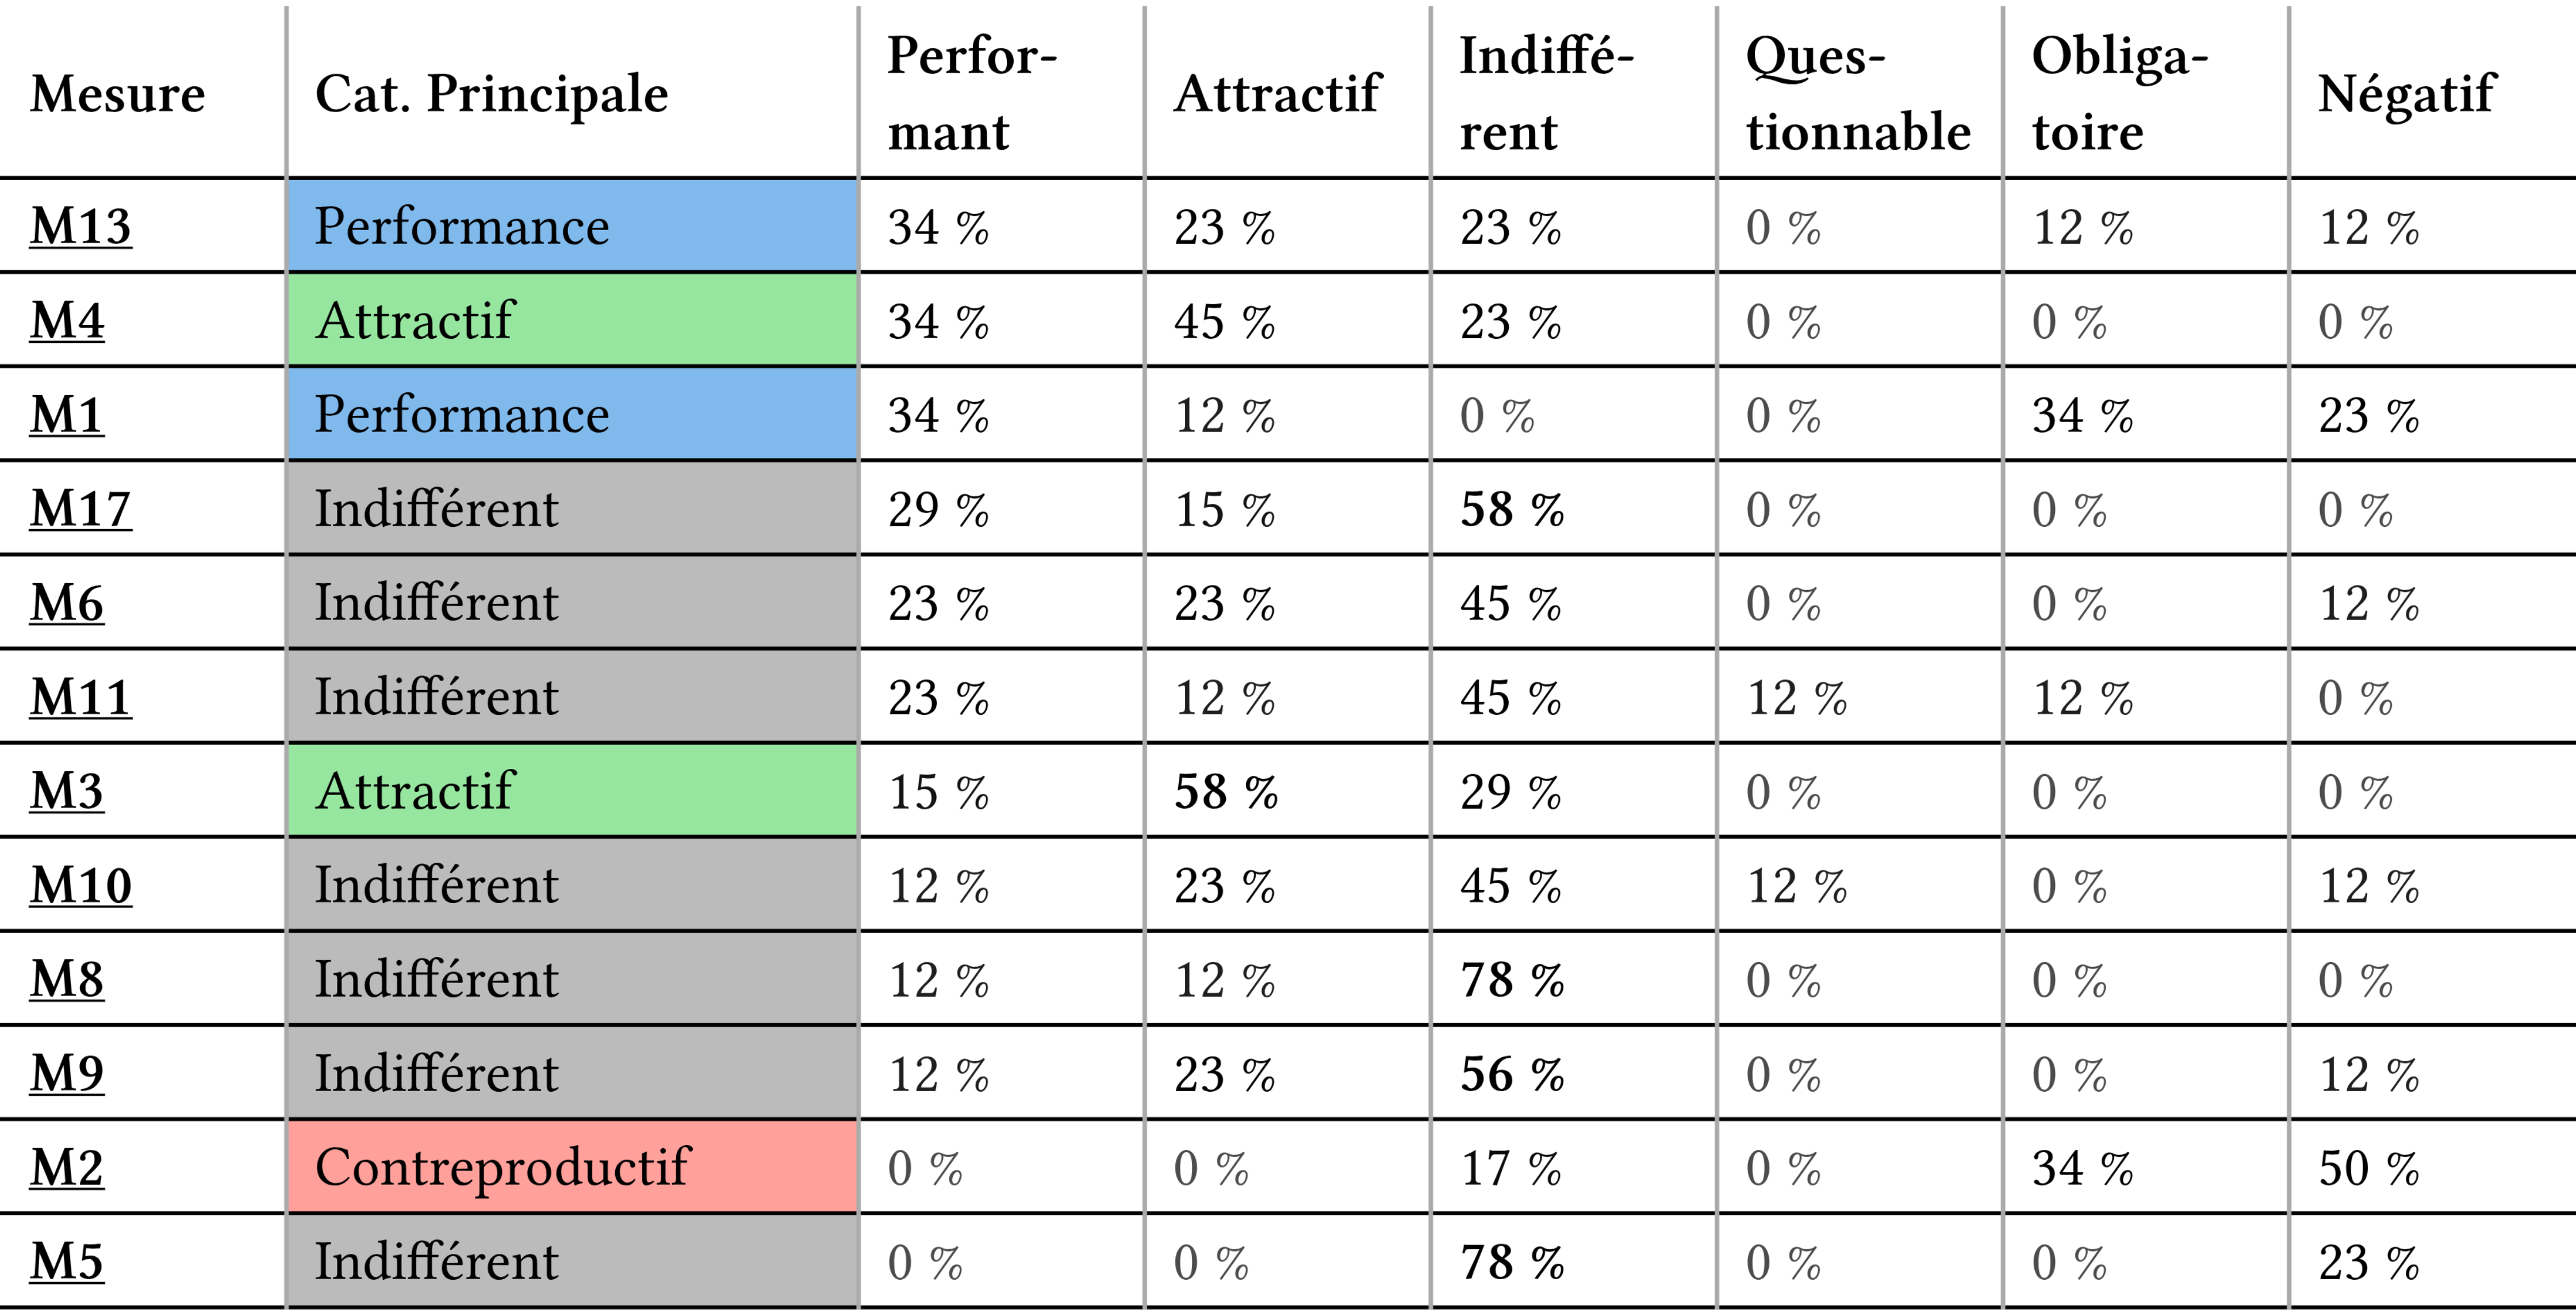 Mesure Cat. Principale Perfor-mant Attractif Indiffé-rent Ques-tionnable Obliga-toire Négatif
M13 Performance 34 % 23 % 23 % 0 % 12 % 12 %
M4 Attractif 34 % 45 % 23 % 0 % 0 % 0 %
M1 Performance 34 % 12 % 0 % 0 % 34 % 23 %
M17 Indifférent 29 % 15 % 58 % 0 % 0 % 0 %
M6 Indifférent 23 % 23 % 45 % 0 % 0 % 12 %
M11 Indifférent 23 % 12 % 45 % 12 % 12 % 0 %
M3 Attractif 15 % 58 % 29 % 0 % 0 % 0 %
M10 Indifférent 12 % 23 % 45 % 12 % 0 % 12 %
M8 Indifférent 12 % 12 % 78 % 0 % 0 % 0 %
M9 Indifférent 12 % 23 % 56 % 0 % 0 % 12 %
M2 Contreproductif 0 % 0 % 17 % 0 % 34 % 50 %
M5 Indifférent 0 % 0 % 78 % 0 % 0 % 23 %